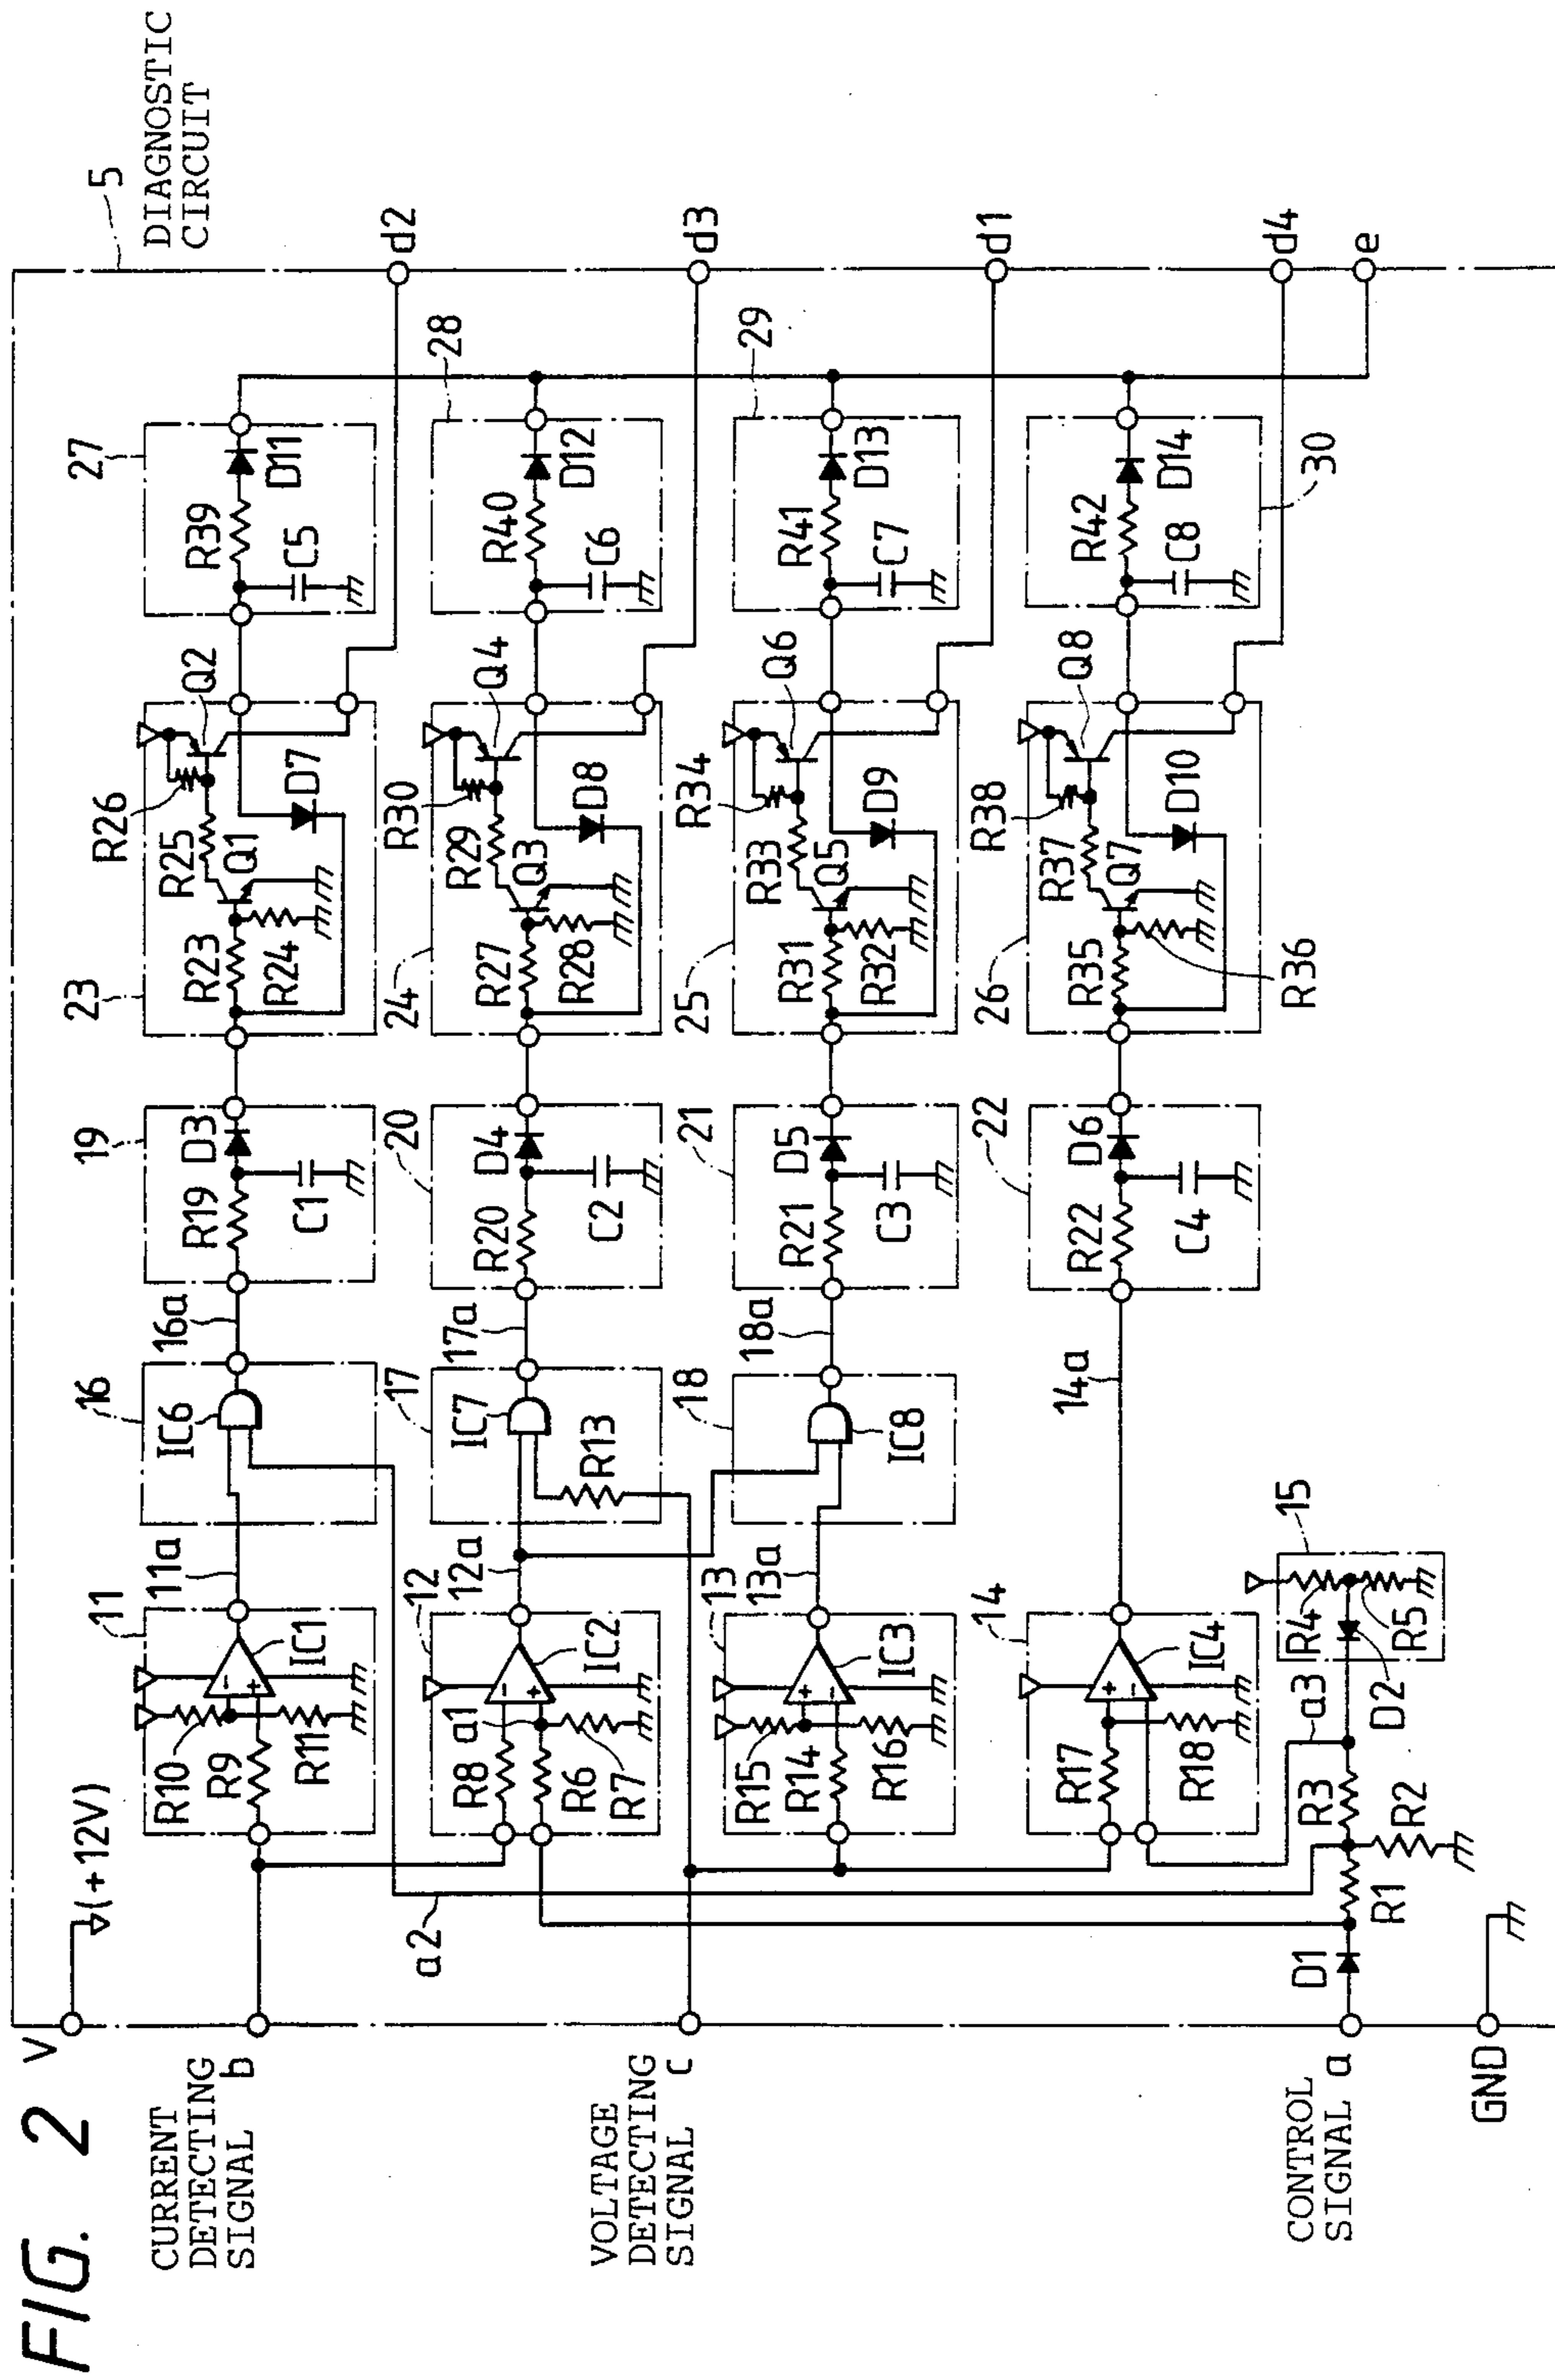 FIG. 2
V
(+12V)
5
DIAGNOSTIC
CIRCUIT
CURRENT
DETECTING
SIGNAL b
11
R10
R9
R11
IC1
11a
16
IC6
16a
19
R19
D3
C1
23
R23
R24
R25
R26
Q1
Q2
D7
27
R39
D11
C5
d2
a2
12
a1
R8
R6
R7
IC2
12a
17
IC7
R13
17a
20
R20
D4
C2
24
R27
R28
R29
R30
Q3
Q4
D8
28
R40
D12
C6
d3
VOLTAGE
DETECTING
SIGNAL c
13
R15
R14
R16
IC3
13a
18
IC8
18a
21
R21
D5
C3
25
R31
R32
R33
R34
Q5
Q6
D9
29
R41
D13
C7
d1
14
R17
R18
IC4
14a
22
R22
D6
C4
26
R35
R36
R37
R38
Q7
Q8
D10
30
R42
D14
C8
d4
e
CONTROL
SIGNAL a
D1
R1
R2
R3
a3
D2
R4
R5
15
GND